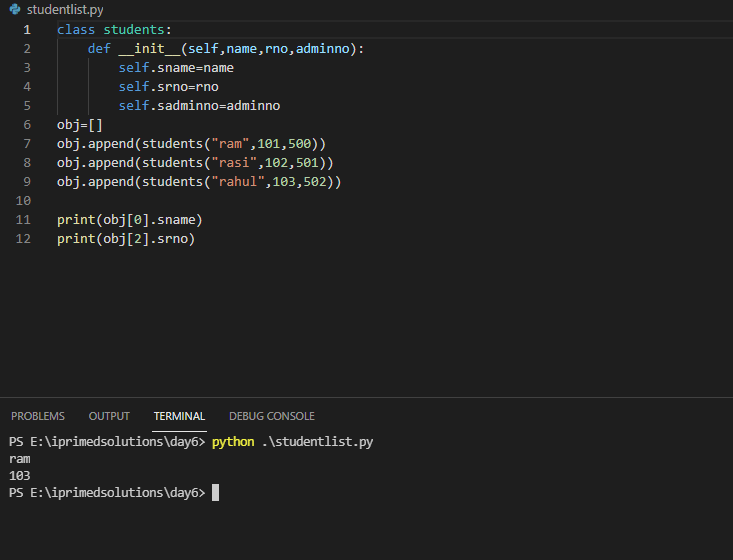 studentlist.py
1 class students:
2     def __init__(self,name,rno,adminno):
3         self.sname=name
4         self.srno=rno
5         self.sadminno=adminno
6 obj=[]
7 obj.append(students("ram",101,500))
8 obj.append(students("rasi",102,501))
9 obj.append(students("rahul",103,502))
10
11 print(obj[0].sname)
12 print(obj[2].srno)
PROBLEMS OUTPUT TERMINAL DEBUG CONSOLE
PS E:\iprimedsolutions\day6> python .\studentlist.py
ram
103
PS E:\iprimedsolutions\day6>